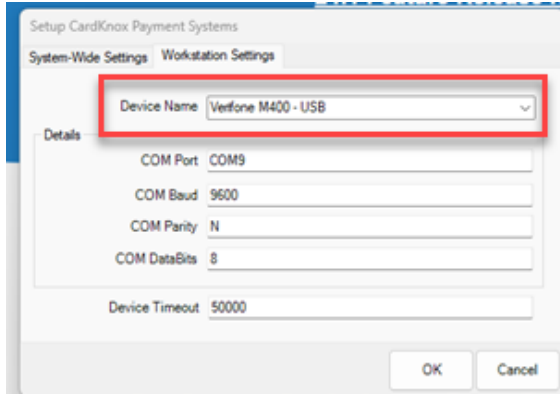 Setup CardKnox Payment Systems
System-Wide Settings Workstation Settings
Device Name Verifone M400 - USB
Details
COM Port COM9
COM Baud 9600
COM Parity N
COM DataBits 8
Device Timeout 50000
OK Cancel